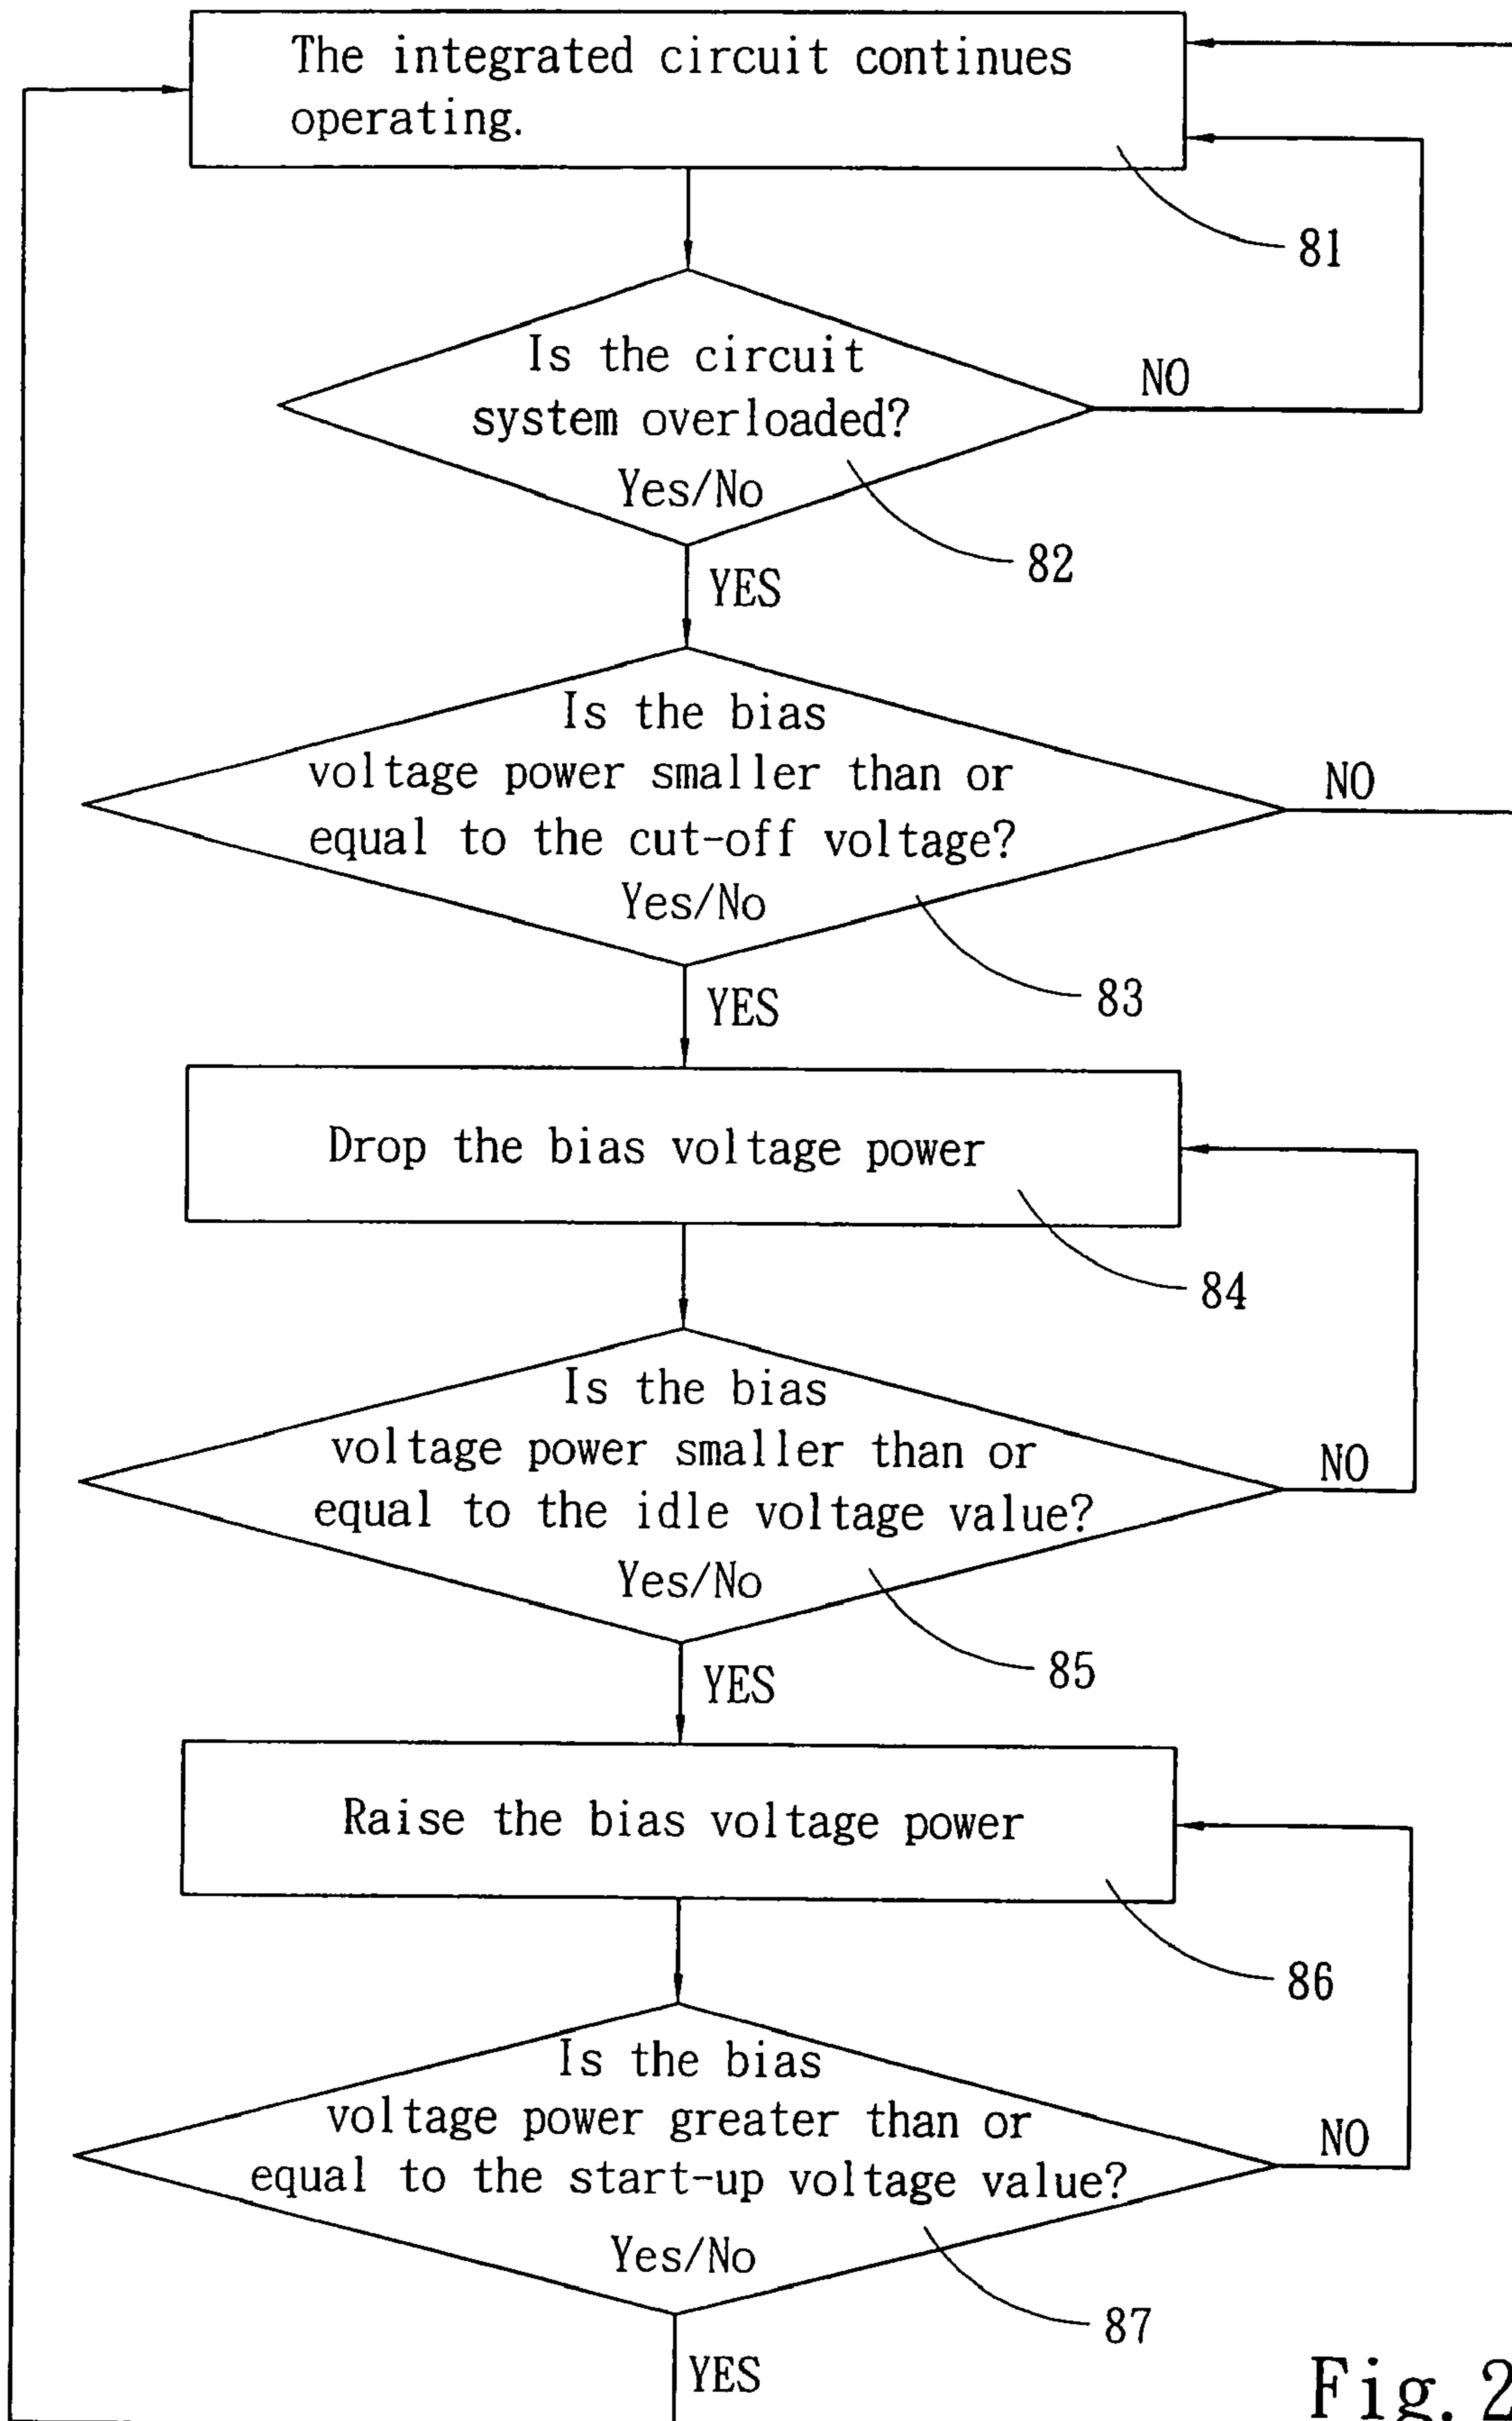 The integrated circuit continues
operating.
81
Is the circuit
NO
system overloaded?
Yes/No
82
YES
Is the bias
voltage power smaller than or
NO
equal to the cut-off voltage?
Yes/No
83
YES
Drop the bias voltage power
84
Is the bias
voltage power smaller than or
NO
equal to the idle voltage value?
Yes/No
85
YES
Raise the bias voltage power
86
Is the bias
voltage power greater than or
NO
equal to the start-up voltage value?
Yes/No
87
YES
Fig. 2